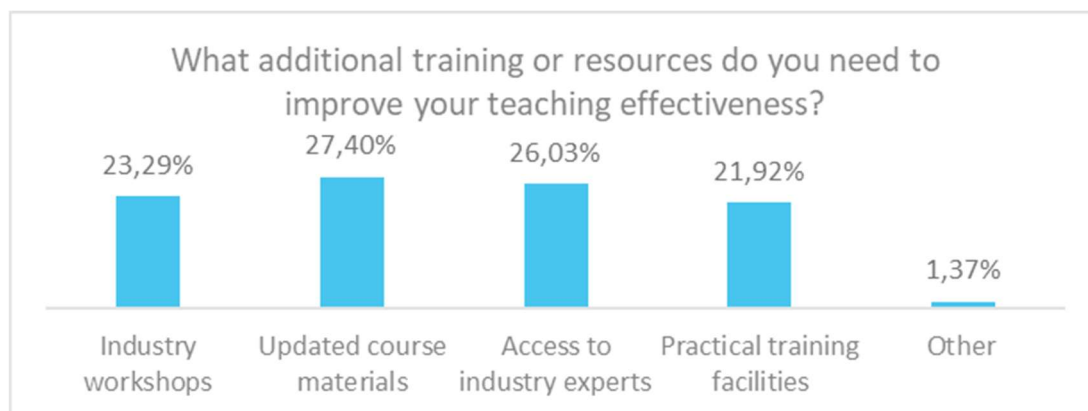 What additional training or resources do you need to
improve your teaching effectiveness?
23,29%
27,40%
26,03%
21,92%
1,37%
Industry
workshops
Updated course
materials
Access to
industry experts
Practical training
facilities
Other